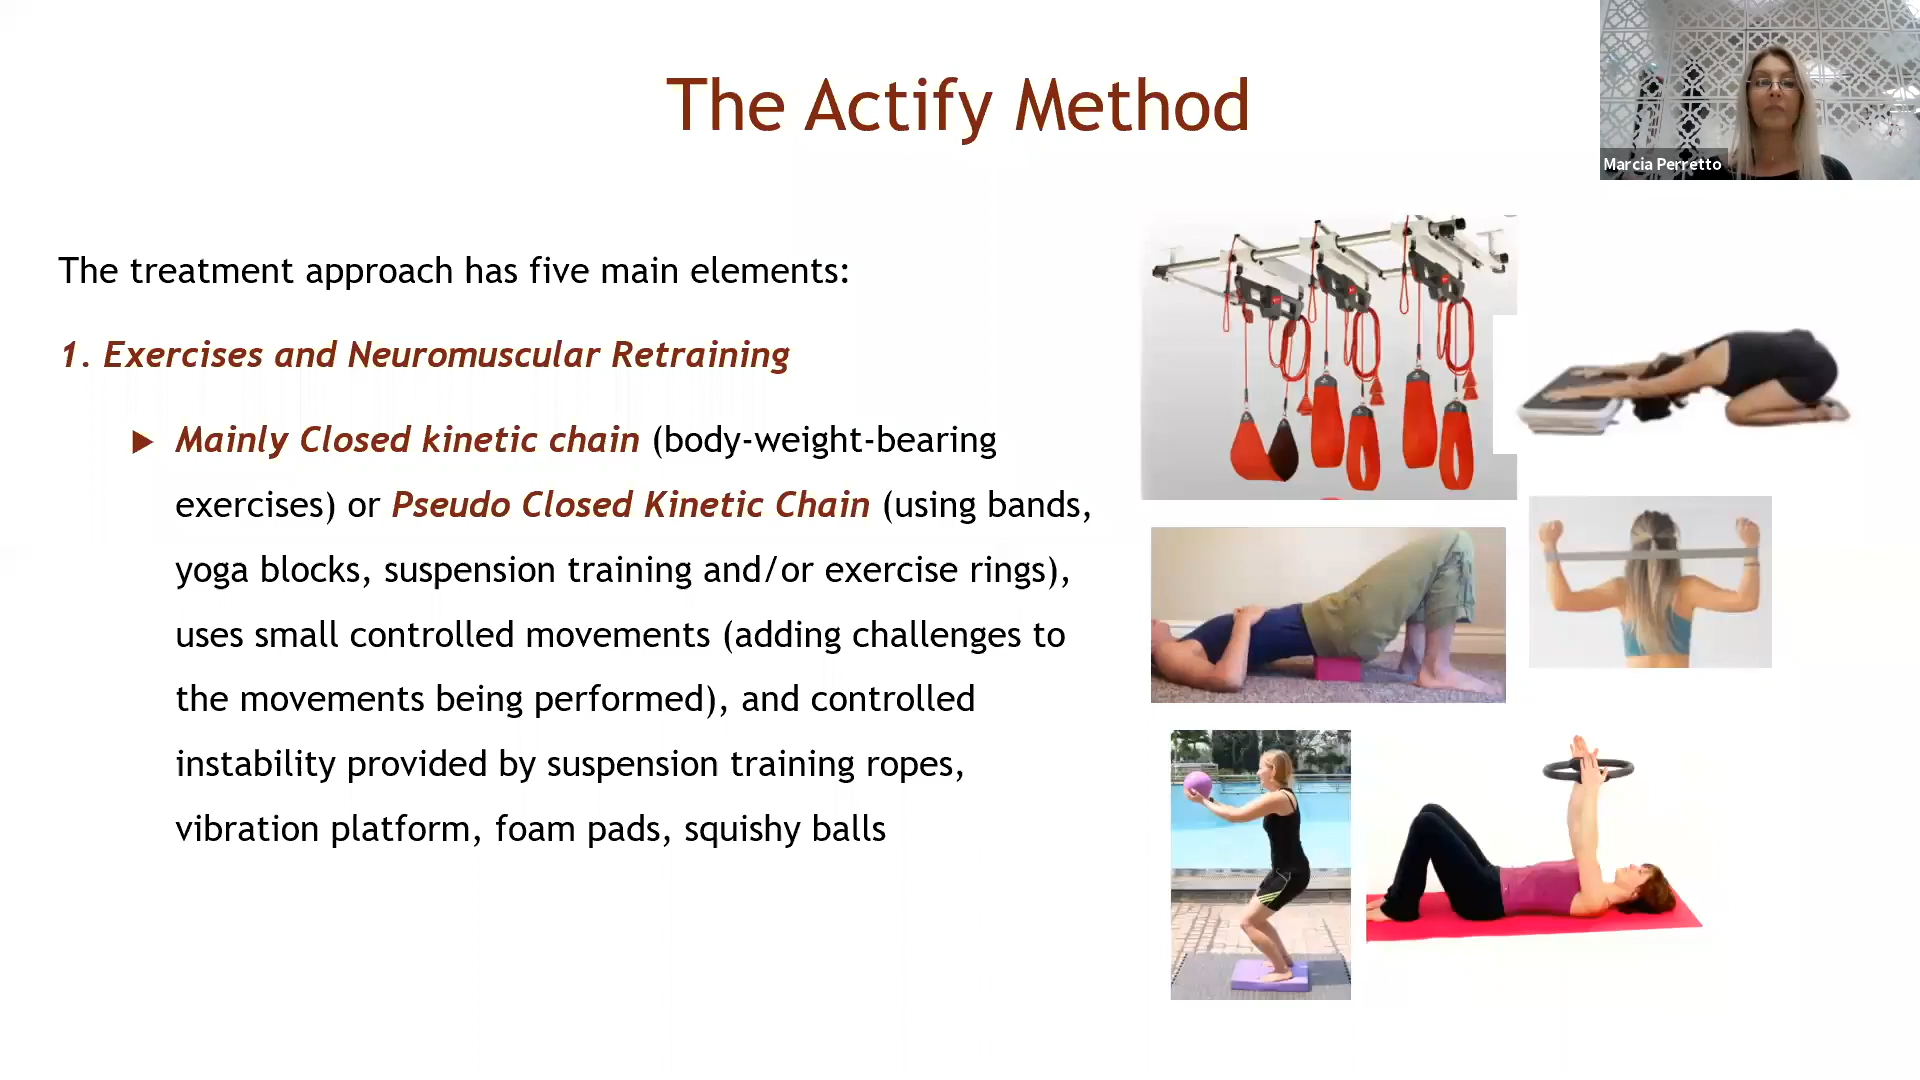 The Actify Method
Marcia Perretto
The treatment approach has five main elements:
1. Exercises and Neuromuscular Retraining
Mainly Closed kinetic chain (body-weight-bearing
exercises) or Pseudo Closed Kinetic Chain (using bands,
yoga blocks, suspension training and/or exercise rings),
uses small controlled movements (adding challenges to
the movements being performed), and controlled
instability provided by suspension training ropes,
vibration platform, foam pads, squishy balls